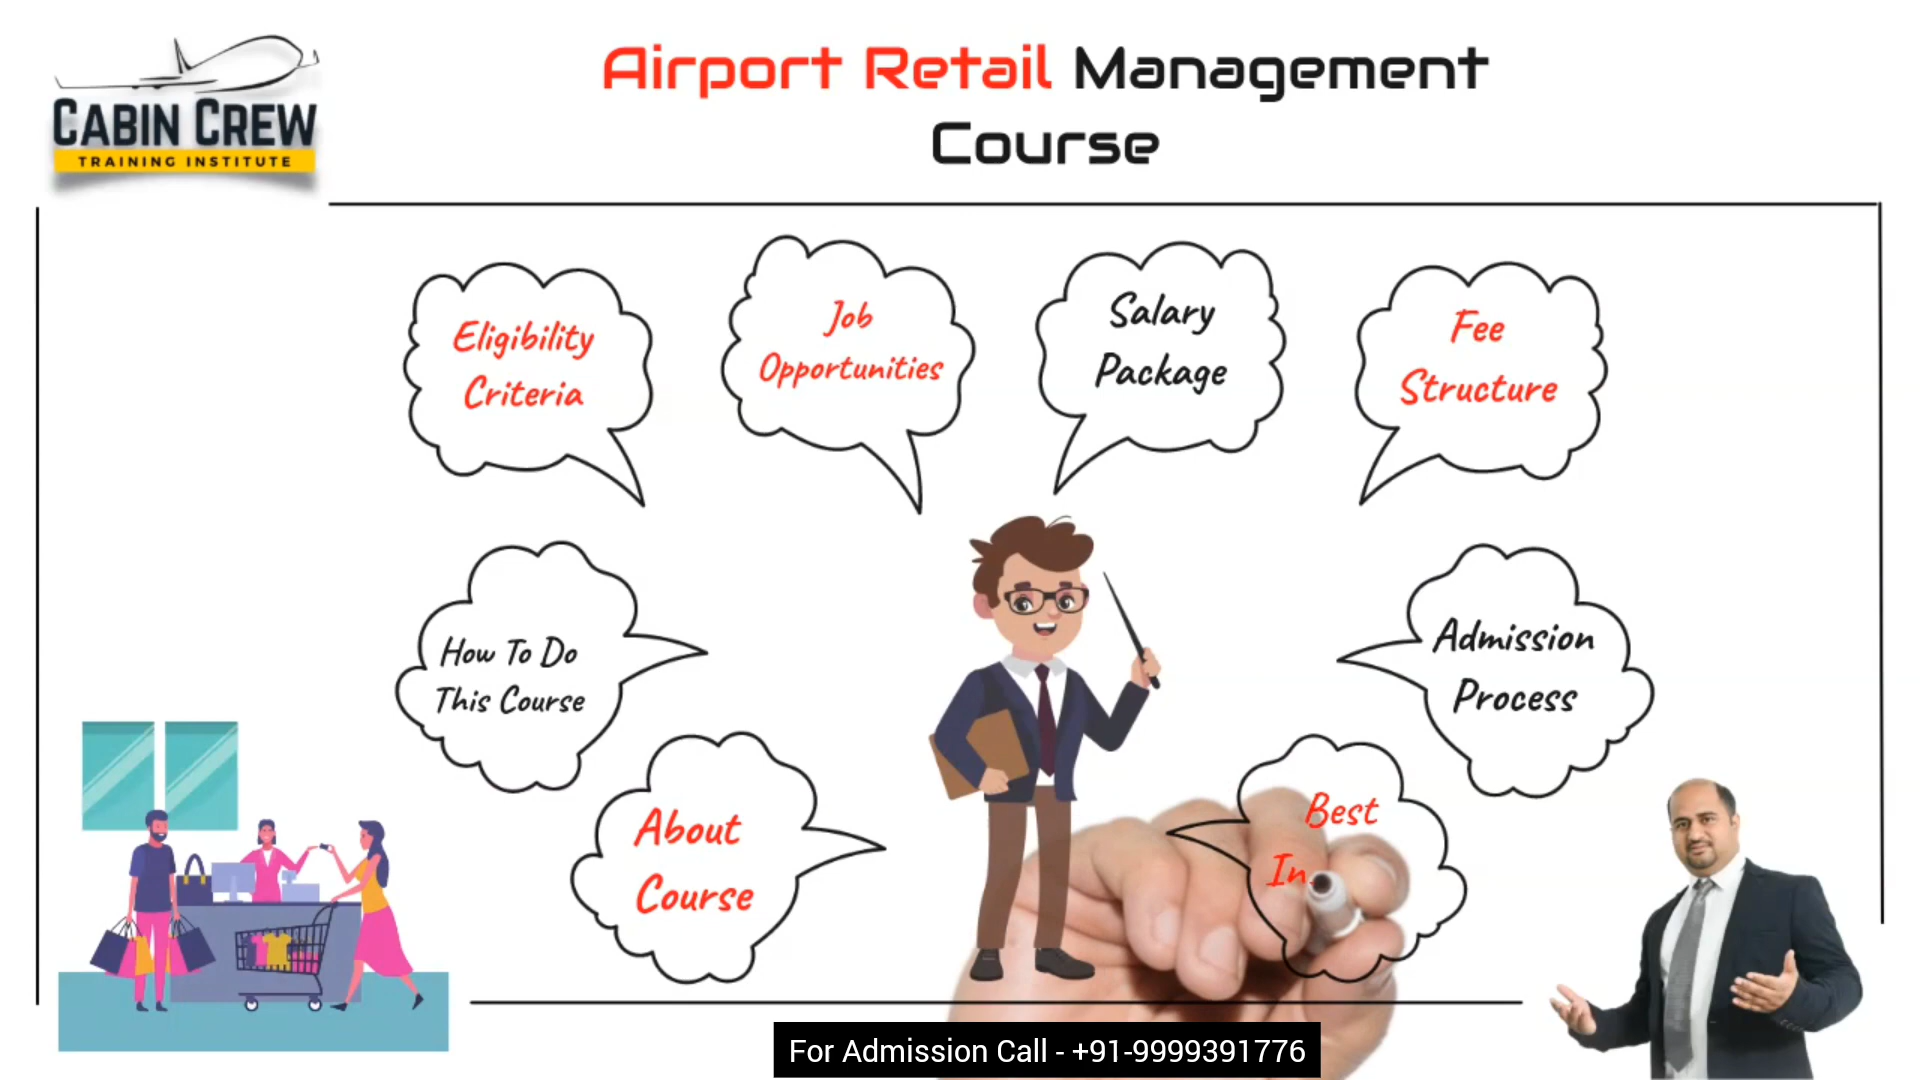 CABIN CREW
TRAINING INSTITUTE
Airport Retail Management
Course
Eligibility
Criteria
Job
Opportunities
Salary
Package
Fee
Structure
How To Do
This Course
Admission
Process
About
Course
Best
In
For Admission Call - +91-9999391776